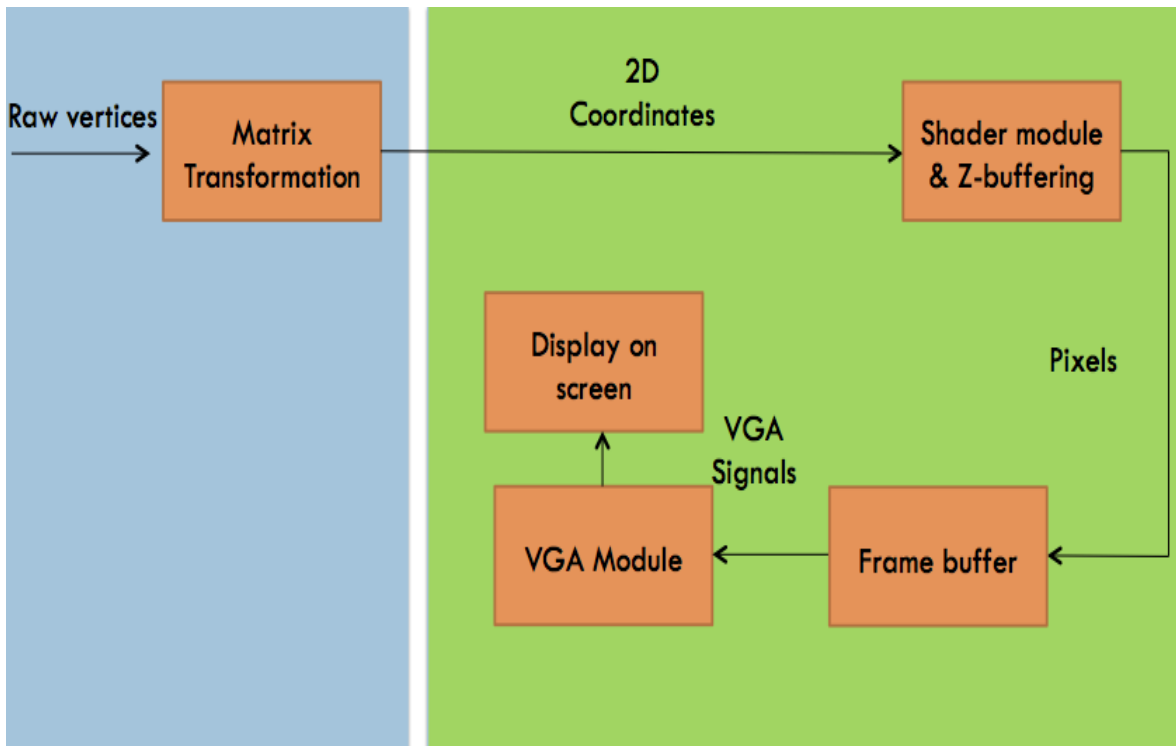 Raw vertices
Matrix
Transformation
2D
Coordinates
Shader module
& Z-buffering
Pixels
Display on
screen
VGA
Signals
VGA Module
Frame buffer